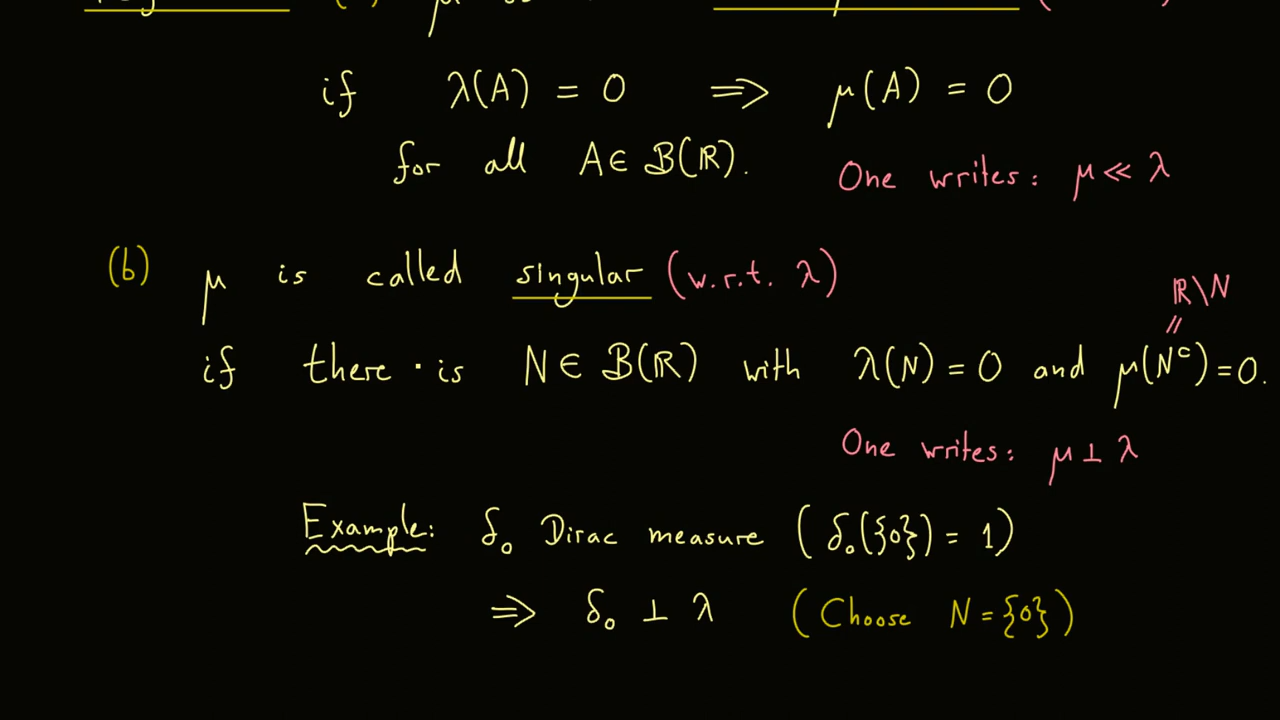 if λ(A) = 0 ⟹ μ(A) = 0
for all A ∈ B(ℝ).
One writes: μ ≪ λ
(b) μ is called singular (w.r.t. λ)
ℝ\N
if there is N ∈ B(ℝ) with λ(N) = 0 and μ(Nᶜ) = 0.
One writes: μ ⊥ λ
Example: δ₀ Dirac measure (δ₀({0}) = 1)
⟹ δ₀ ⊥ λ (Choose N = {0})